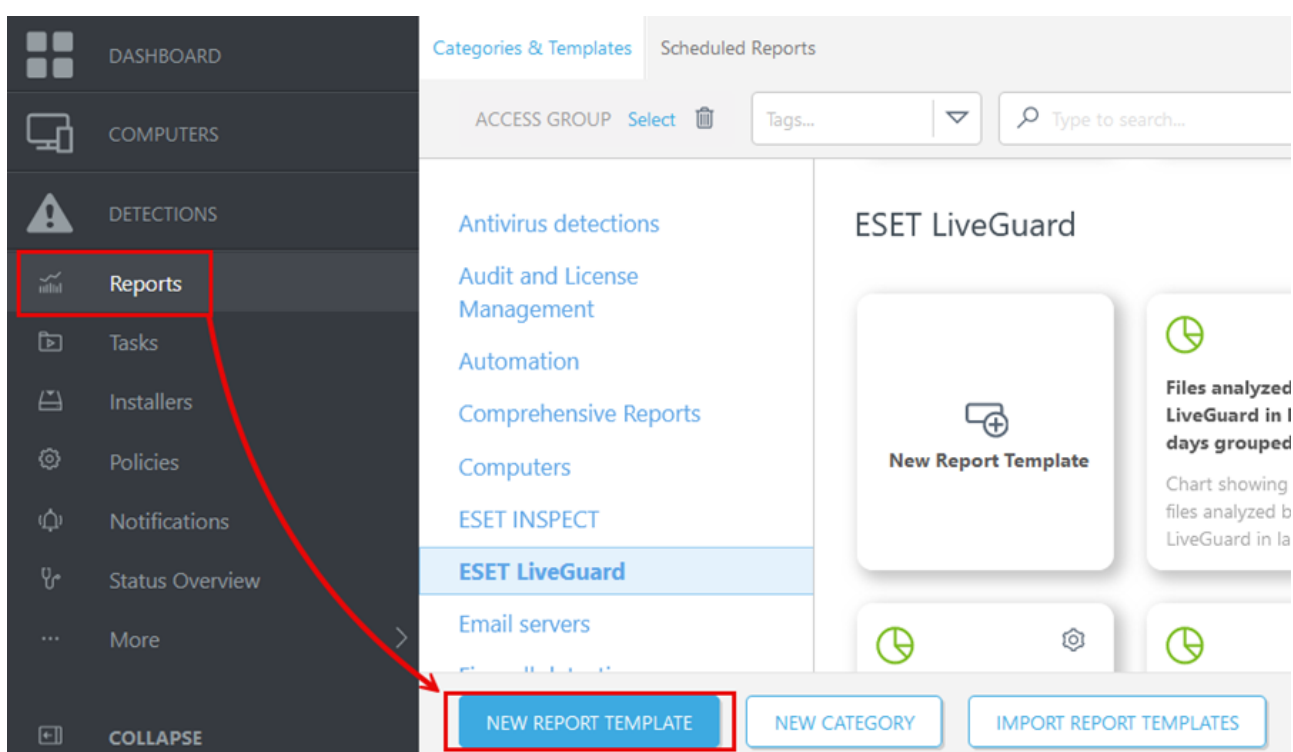 DASHBOARD
COMPUTERS
DETECTIONS
Reports
Tasks
Installers
Policies
Notifications
Status Overview
More
COLLAPSE
Categories & Templates
Scheduled Reports
ACCESS GROUP Select
Tags...
Type to search...
Antivirus detections
Audit and License
Management
Automation
Comprehensive Reports
Computers
ESET INSPECT
ESET LiveGuard
Email servers
ESET LiveGuard
New Report Template
Files analyzed
LiveGuard in
days grouped
Chart showing
files analyzed
LiveGuard in
NEW REPORT TEMPLATE
NEW CATEGORY
IMPORT REPORT TEMPLATES